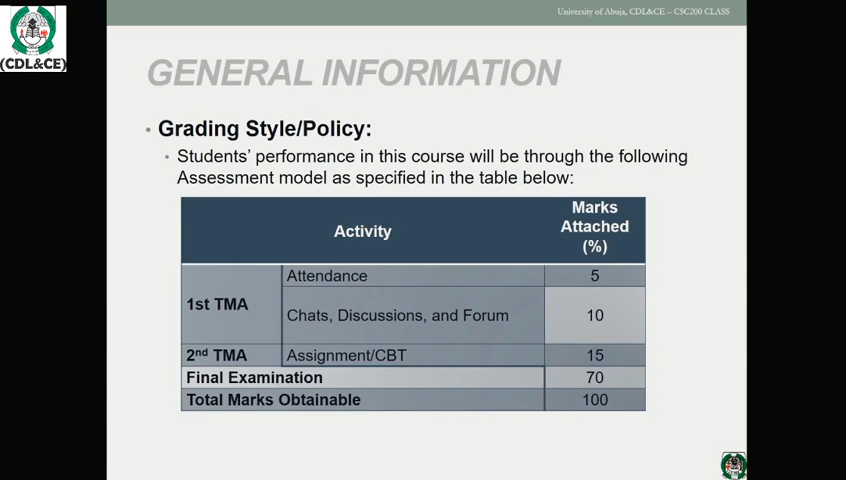 University of Abuja, CDL&CE – CSC200 CLASS
(CDL&CE)
GENERAL INFORMATION
• Grading Style/Policy:
• Students' performance in this course will be through the following
Assessment model as specified in the table below:
Activity
Marks
Attached
(%)
1st TMA
Attendance
5
Chats, Discussions, and Forum
10
2nd TMA
Assignment/CBT
15
Final Examination
70
Total Marks Obtainable
100